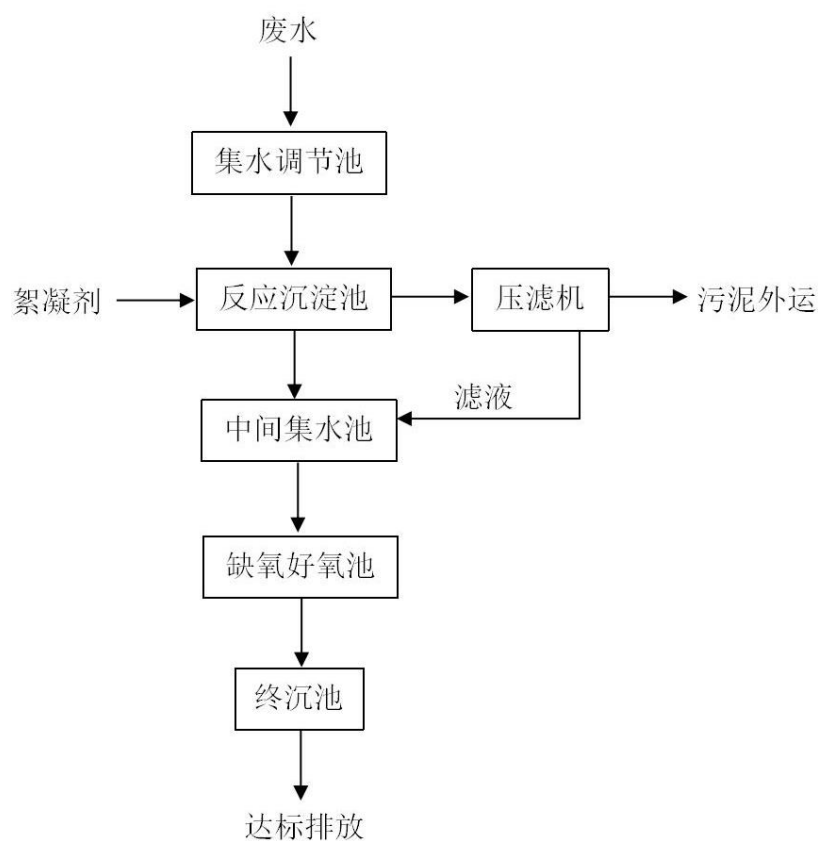 废水
集水调节池
絮凝剂
反应沉淀池
压滤机
污泥外运
滤液
中间集水池
缺氧好氧池
终沉池
达标排放